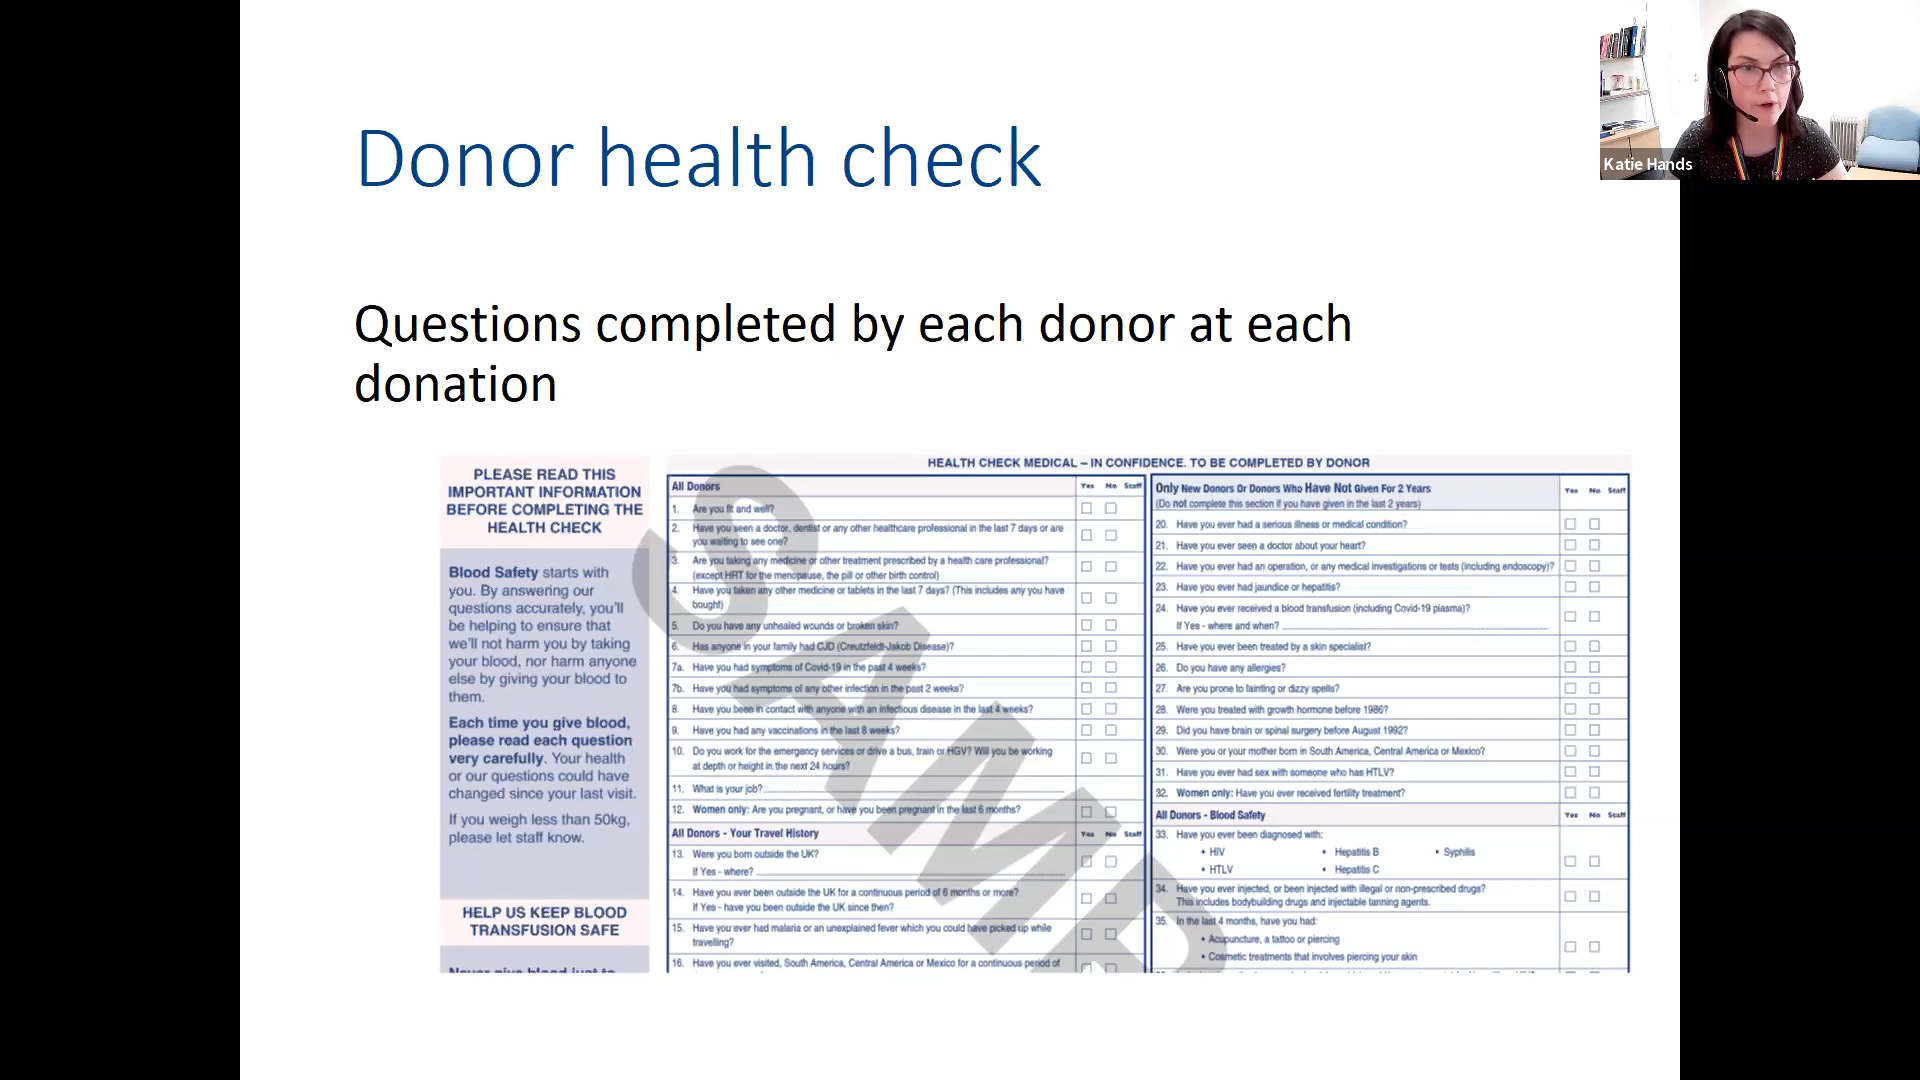 Donor health check
Katie Hands
Questions completed by each donor at each
donation
PLEASE READ THIS
IMPORTANT INFORMATION
BEFORE COMPLETING THE
HEALTH CHECK
Blood Safety starts with
you. By answering our
questions accurately, you'll
be helping to ensure that
we'll not harm you by taking
your blood, nor harm anyone
else by giving your blood to
them.
Each time you give blood,
please read each question
very carefully. Your health
or our questions could have
changed since your last visit.
If you weigh less than 50kg,
please let staff know.
HELP US KEEP BLOOD
TRANSFUSION SAFE
Never give blood just to
HEALTH CHECK MEDICAL – IN CONFIDENCE. TO BE COMPLETED BY DONOR
All Donors Yes No Staff
1. Are you fit and well?
2. Have you seen a doctor, dentist or any other healthcare professional in the last 7 days or are
you waiting to see one?
3. Are you taking any medicine or other treatment prescribed by a health care professional?
(except HRT for the menopause, the pill or other birth control)
4. Have you taken any other medicine or tablets in the last 7 days? (This includes any you have
bought)
5. Do you have any unhealed wounds or broken skin?
6. Has anyone in your family had CJD (Creutzfeldt-Jakob Disease)?
7a. Have you had symptoms of Covid-19 in the past 4 weeks?
7b. Have you had symptoms of any other infection in the past 2 weeks?
8. Have you been in contact with anyone with an infectious disease in the last 4 weeks?
9. Have you had any vaccinations in the last 8 weeks?
10. Do you work for the emergency services or drive a bus, train or HGV? Will you be working
at depth or height in the next 24 hours?
11. What is your job?
12. Women only: Are you pregnant, or have you been pregnant in the last 6 months?
All Donors - Your Travel History Yes No Staff
13. Were you born outside the UK?
If Yes - where?
14. Have you ever been outside the UK for a continuous period of 6 months or more?
If Yes - have you been outside the UK since then?
15. Have you ever had malaria or an unexplained fever which you could have picked up while
travelling?
16. Have you ever visited, South America, Central America or Mexico for a continuous period of
Only New Donors Or Donors Who Have Not Given For 2 Years Yes No Staff
(Do not complete this section if you have given in the last 2 years)
20. Have you ever had a serious illness or medical condition?
21. Have you ever seen a doctor about your heart?
22. Have you ever had an operation, or any medical investigations or tests (including endoscopy)?
23. Have you ever had jaundice or hepatitis?
24. Have you ever received a blood transfusion (including Covid-19 plasma)?
If Yes - where and when?
25. Have you ever been treated by a skin specialist?
26. Do you have any allergies?
27. Are you prone to fainting or dizzy spells?
28. Were you treated with growth hormone before 1986?
29. Did you have brain or spinal surgery before August 1992?
30. Were you or your mother born in South America, Central America or Mexico?
31. Have you ever had sex with someone who has HTLV?
32. Women only: Have you ever received fertility treatment?
All Donors - Blood Safety Yes No Staff
33. Have you ever been diagnosed with:
• HIV • Hepatitis B • Syphilis
• HTLV • Hepatitis C
34. Have you ever injected, or been injected with illegal or non-prescribed drugs?
This includes bodybuilding drugs and injectable tanning agents.
35. In the last 4 months, have you had:
• Acupuncture, a tattoo or piercing
• Cosmetic treatments that involves piercing your skin